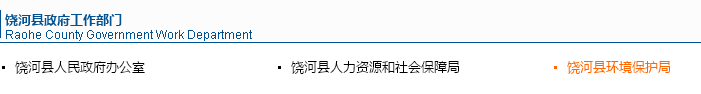 饶河县政府工作部门
Raohe County Government Work Department
饶河县人民政府办公室 饶河县人力资源和社会保障局 饶河县环境保护局